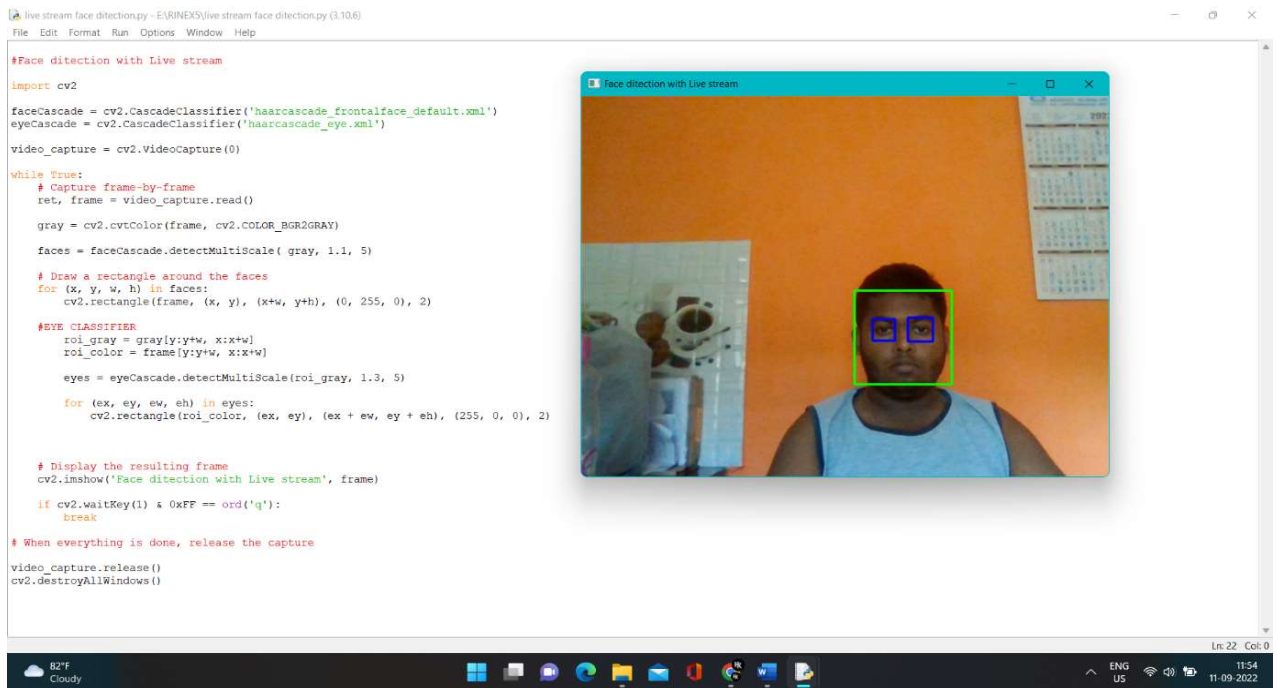 live stream face ditection.py - E:\RINEX5\live stream face ditection.py (3.10.6)
File Edit Format Run Options Window Help
#Face ditection with Live stream
import cv2
faceCascade = cv2.CascadeClassifier('haarcascade_frontalface_default.xml')
eyeCascade = cv2.CascadeClassifier('haarcascade_eye.xml')
video_capture = cv2.VideoCapture(0)
while True:
    # Capture frame-by-frame
    ret, frame = video_capture.read()
    gray = cv2.cvtColor(frame, cv2.COLOR_BGR2GRAY)
    faces = faceCascade.detectMultiScale( gray, 1.1, 5)
    # Draw a rectangle around the faces
    for (x, y, w, h) in faces:
        cv2.rectangle(frame, (x, y), (x+w, y+h), (0, 255, 0), 2)
    #EYE CLASSIFIER
        roi_gray = gray[y:y+w, x:x+w]
        roi_color = frame[y:y+w, x:x+w]
        eyes = eyeCascade.detectMultiScale(roi_gray, 1.3, 5)
        for (ex, ey, ew, eh) in eyes:
            cv2.rectangle(roi_color, (ex, ey), (ex + ew, ey + eh), (255, 0, 0), 2)
    # Display the resulting frame
    cv2.imshow('Face ditection with Live stream', frame)
    if cv2.waitKey(1) & 0xFF == ord('q'):
        break
# When everything is done, release the capture
video_capture.release()
cv2.destroyAllWindows()
Face ditection with Live stream
Ln: 22 Col: 0
82°F
Cloudy
ENG
US
11:54
11-09-2022